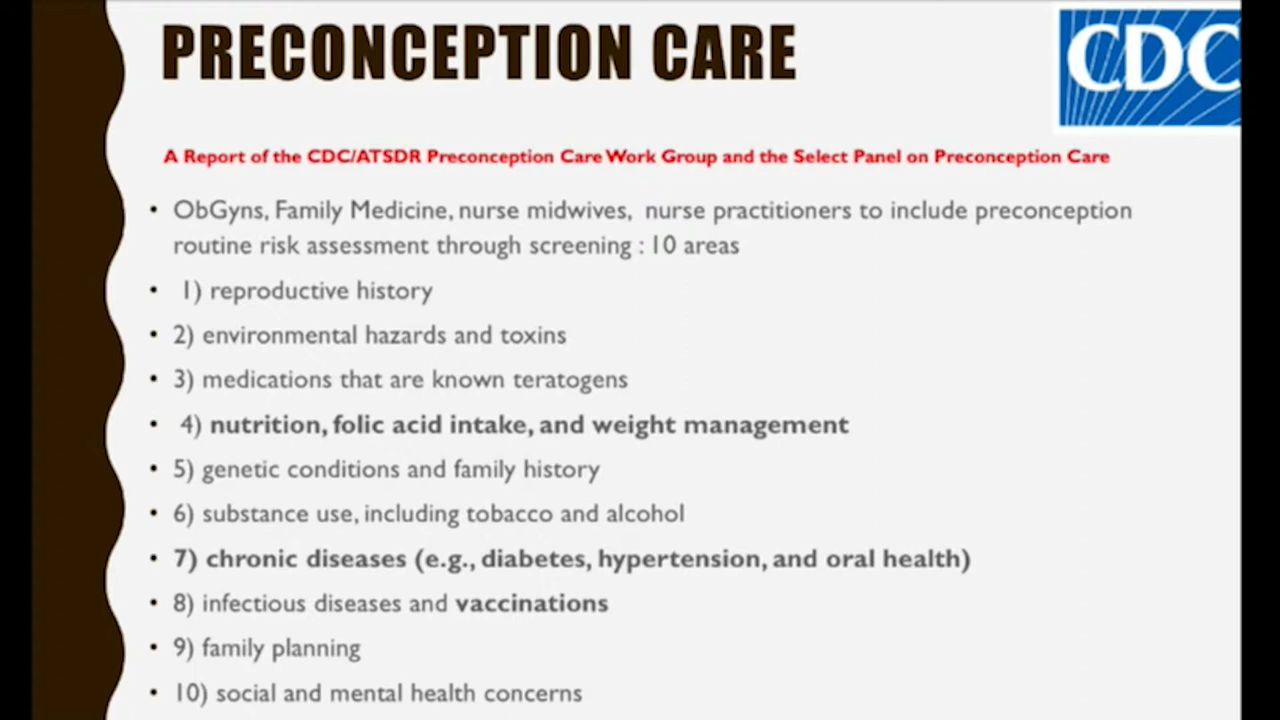 PRECONCEPTION CARE
CDC
A Report of the CDC/ATSDR Preconception Care Work Group and the Select Panel on Preconception Care
• ObGyns, Family Medicine, nurse midwives, nurse practitioners to include preconception
routine risk assessment through screening : 10 areas
• 1) reproductive history
• 2) environmental hazards and toxins
• 3) medications that are known teratogens
• 4) nutrition, folic acid intake, and weight management
• 5) genetic conditions and family history
• 6) substance use, including tobacco and alcohol
• 7) chronic diseases (e.g., diabetes, hypertension, and oral health)
• 8) infectious diseases and vaccinations
• 9) family planning
• 10) social and mental health concerns